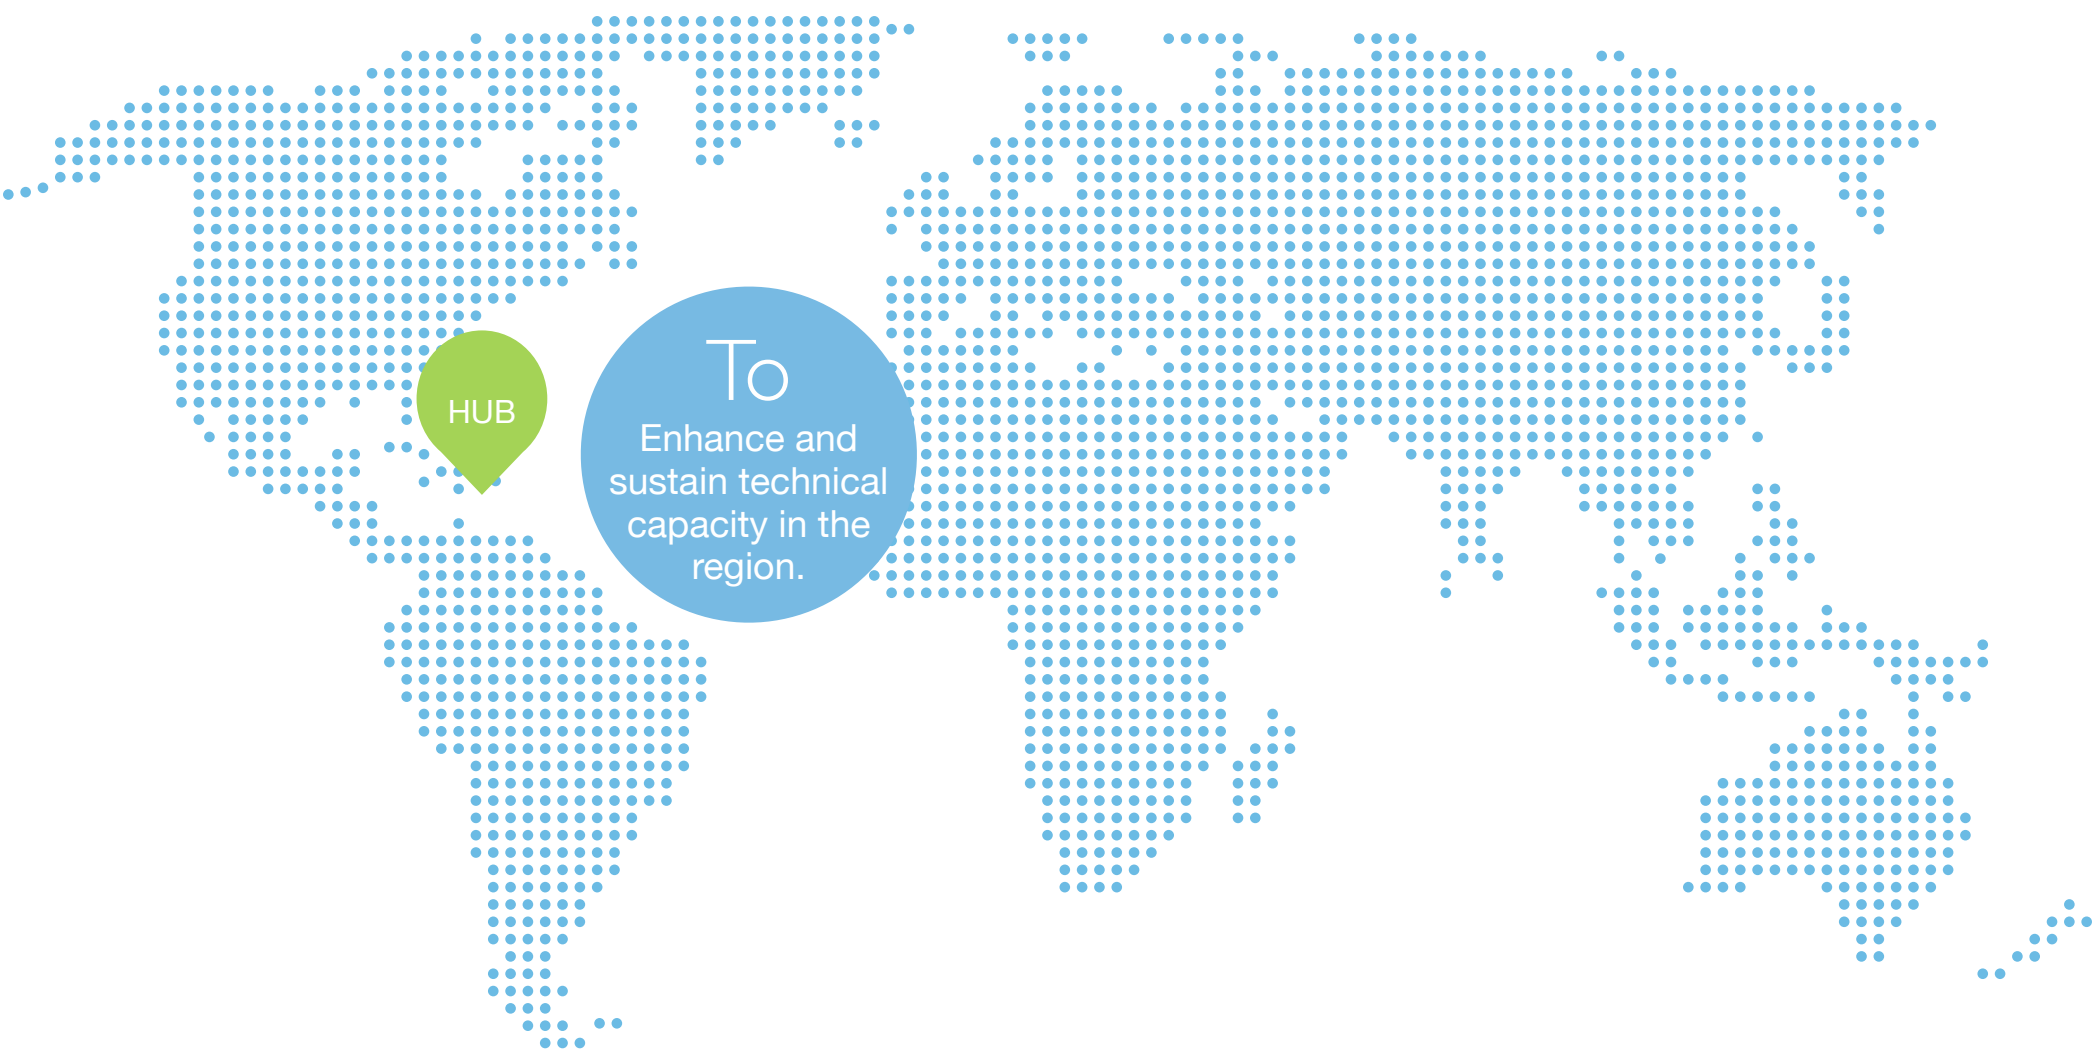 HUB
To
Enhance and
sustain technical
capacity in the
region.